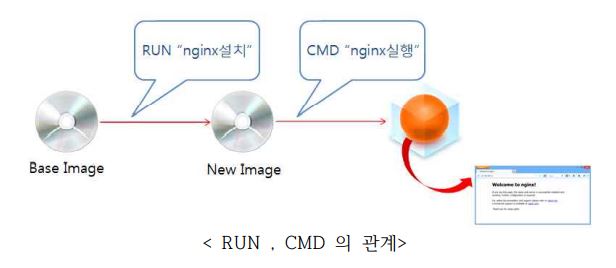 RUN “nginx설치”
CMD “nginx실행”
Base Image
New Image
Welcome to nginx!
< RUN , CMD 의 관계>